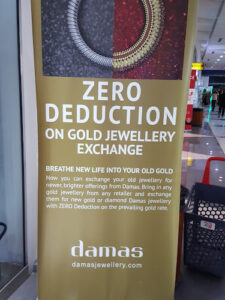 ZERO
DEDUCTION
ON GOLD JEWELLERY
EXCHANGE
BREATHE NEW LIFE INTO YOUR OLD GOLD
Now you can exchange your old jewellery for
newer, brighter offerings from Damas. Bring in any
gold jewellery from any retailer and exchange
them for new gold or diamond Damas jewellery
with ZERO Deduction on the prevailing gold rate.
damas
damasjewellery.com